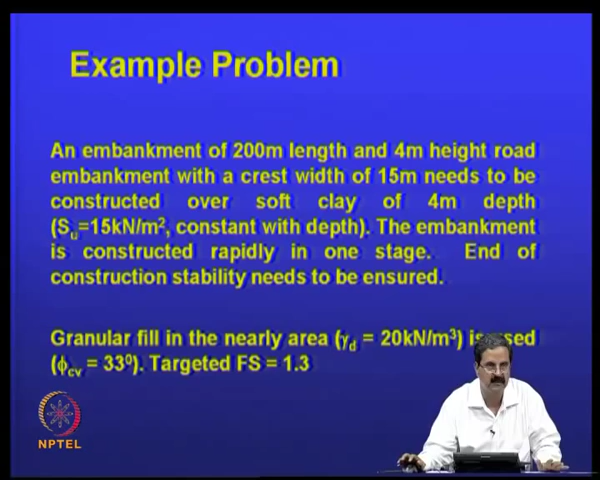 Example Problem
An embankment of 200m length and 4m height road
embankment with a crest width of 15m needs to be
constructed over soft clay of 4m depth
(Su=15kN/m², constant with depth). The embankment
is constructed rapidly in one stage. End of
construction stability needs to be ensured.
Granular fill in the nearly area (γd = 20kN/m³) is used
(ϕcv = 33⁰). Targeted FS = 1.3
NPTEL